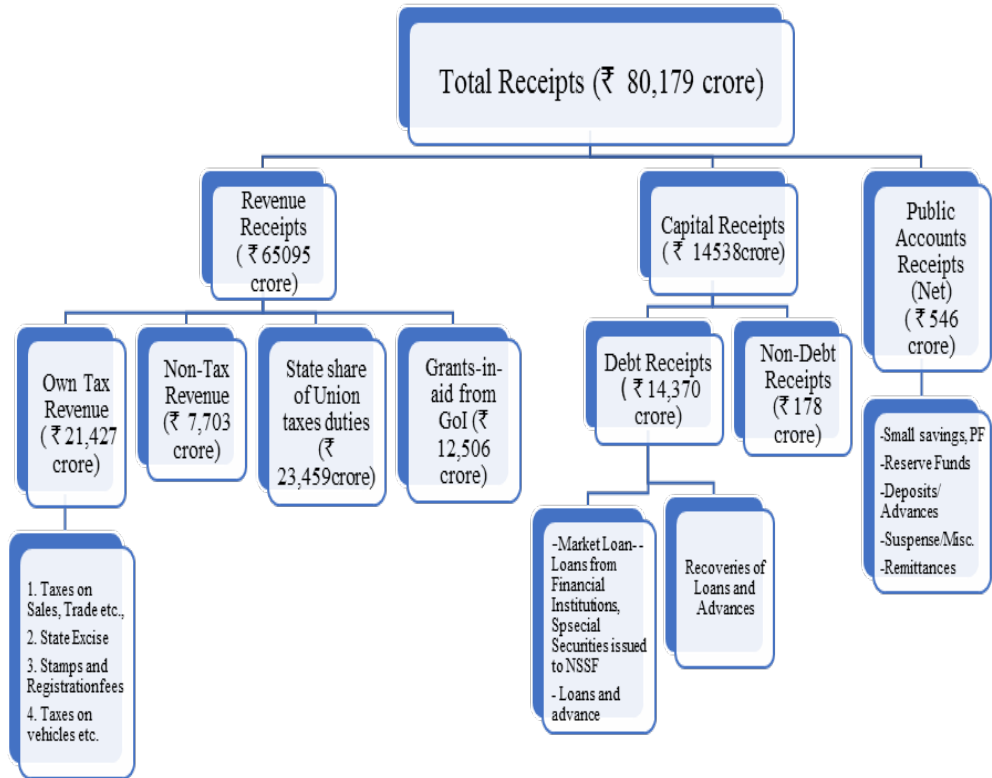 Total Receipts (₹ 80,179 crore)
Revenue
Receipts
( ₹ 65095
crore)
Capital Receipts
( ₹ 14538crore)
Public
Accounts
Receipts
(Net)
( ₹ 546
crore)
Own Tax
Revenue
( ₹ 21,427
crore)
Non-Tax
Revenue
(₹ 7,703
crore)
State share
of Union
taxes duties
(₹
23,459crore)
Grants-in-
aid from
GoI (₹
12,506
crore)
Debt Receipts
( ₹ 14,370
crore)
Non-Debt
Receipts
(₹ 178
crore)
-Small savings, PF
-Reserve Funds
-Deposits/
Advances
-Suspense/Misc.
-Remittances
1. Taxes on
Sales, Trade etc.,
2. State Excise
3. Stamps and
Registrationfees
4. Taxes on
vehicles etc.
-Market Loan--
Loans from
Financial
Institutions,
Spsecial
Securities issued
to NSSF
- Loans and
advance
Recoveries of
Loans and
Advances